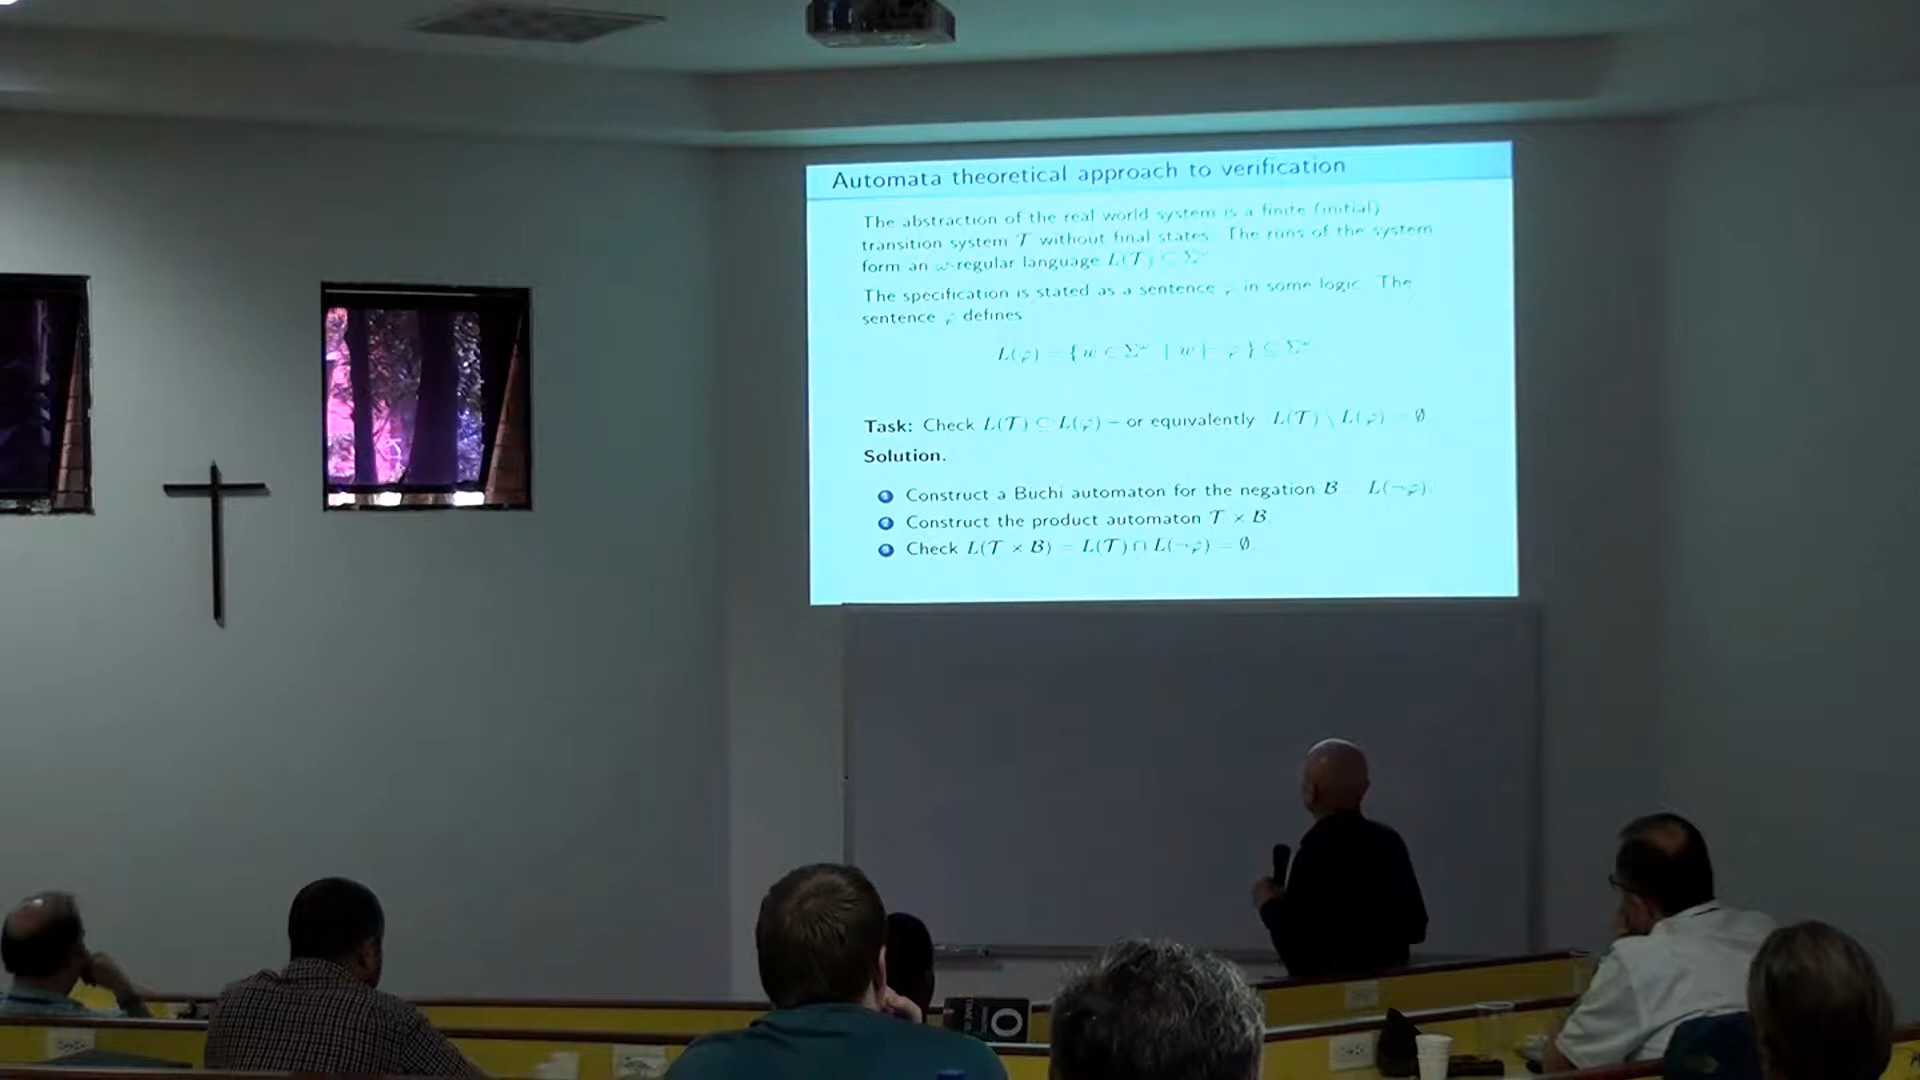 Automata theoretical approach to verification
The abstraction of the real world system is a finite (initial)
transition system T without final states. The runs of the system
form an ω-regular language L(T) ⊆ Σ^ω
The specification is stated as a sentence φ in some logic. The
sentence φ defines
L(φ) = { w ∈ Σ^ω | w ⊨ φ } ⊆ Σ^ω
Task: Check L(T) ⊆ L(φ) – or equivalently L(T) \ L(φ) = ∅
Solution.
1 Construct a Buchi automaton for the negation B L(¬φ).
2 Construct the product automaton T × B
3 Check L(T × B) = L(T) ∩ L(¬φ) = ∅